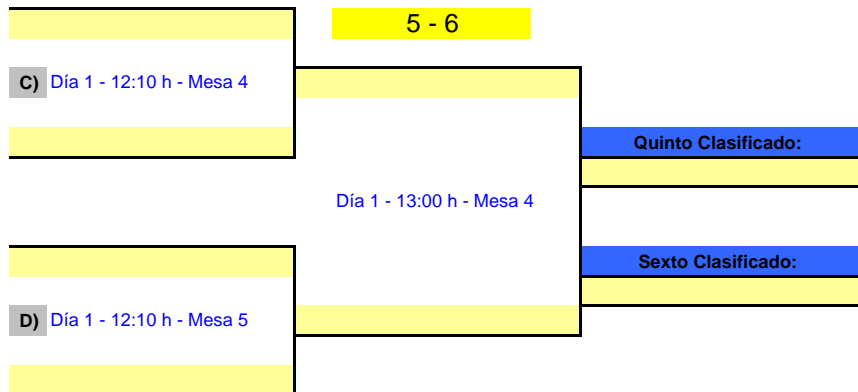 5 - 6
C) Día 1 - 12:10 h - Mesa 4
Quinto Clasificado:
Día 1 - 13:00 h - Mesa 4
Sexto Clasificado:
D) Día 1 - 12:10 h - Mesa 5